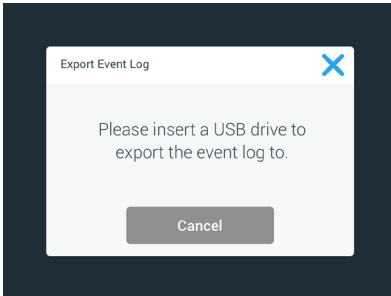 Export Event Log
Please insert a USB drive to
export the event log to.
Cancel